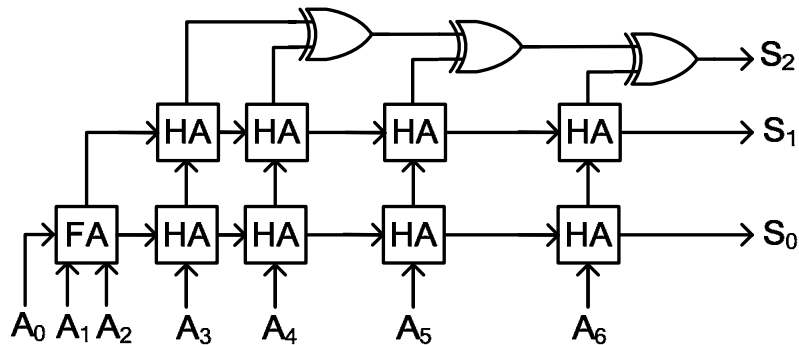 S₂
HA HA HA HA S₁
FA HA HA HA HA S₀
A₀ A₁ A₂ A₃ A₄ A₅ A₆